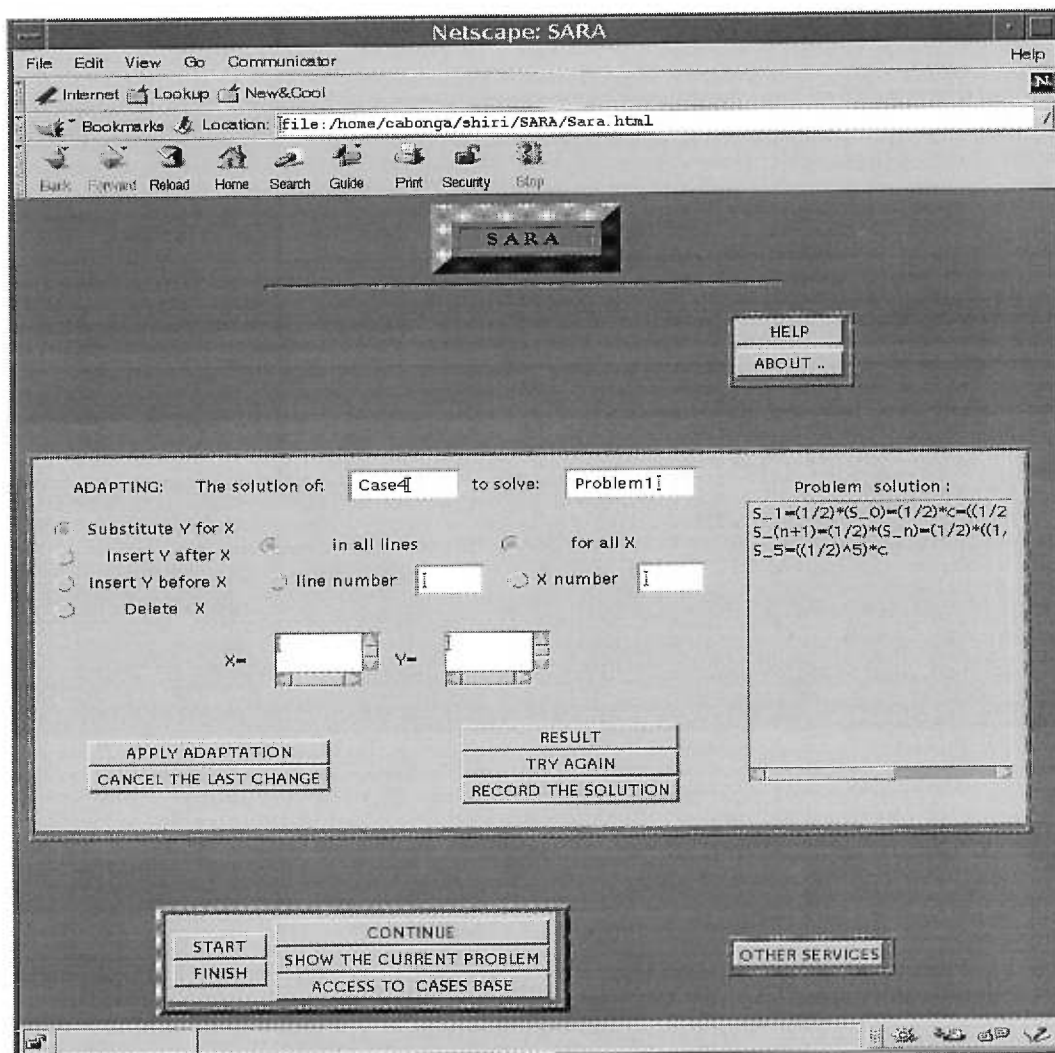 Netscape: SARA
File Edit View Go Communicator Help
Internet Lookup New&Cool N
Bookmarks Location: file:/home/cabonga/shiri/SARA/Sara.html
Back Forward Reload Home Search Guide Print Security Stop
SARA
HELP
ABOUT ..
ADAPTING: The solution of: Case4 to solve: Problem1 Problem solution :
S_1=(1/2)*(S_0)=(1/2)*c=((1/2
S_(n+1)=(1/2)*(S_n)=(1/2)*((1,
S_5=((1/2)^5)*c
Substitute Y for X in all lines for all X
Insert Y after X
Insert Y before X line number X number
Delete X
X= Y=
APPLY ADAPTATION
CANCEL THE LAST CHANGE
RESULT
TRY AGAIN
RECORD THE SOLUTION
START
FINISH
CONTINUE
SHOW THE CURRENT PROBLEM
ACCESS TO CASES BASE
OTHER SERVICES